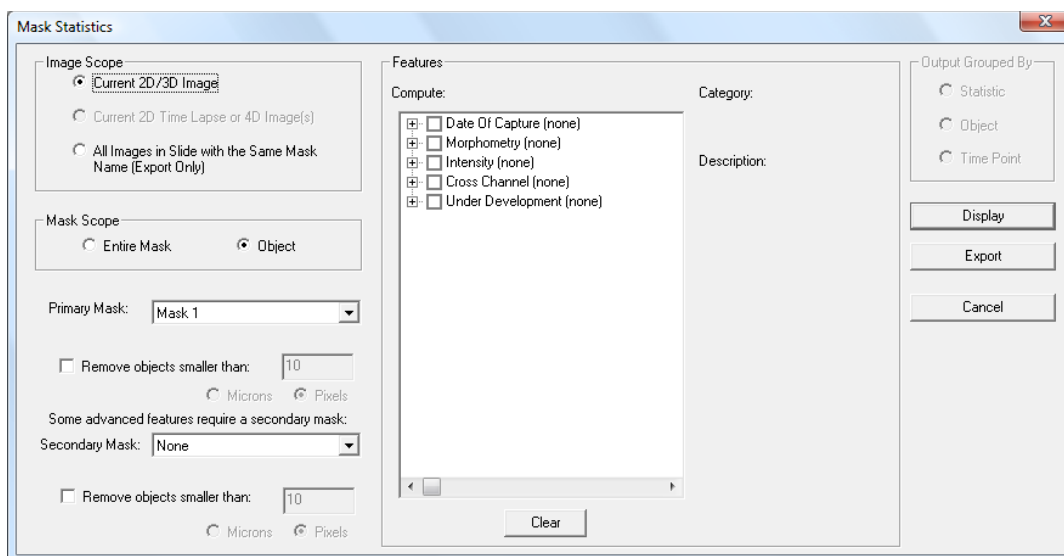 Mask Statistics
Image Scope
Current 2D/3D Image
Current 2D Time Lapse or 4D Image(s)
All Images in Slide with the Same Mask
Name (Export Only)
Mask Scope
Entire Mask
Object
Primary Mask:
Mask 1
Remove objects smaller than:
10
Microns
Pixels
Some advanced features require a secondary mask:
Secondary Mask:
None
Remove objects smaller than:
10
Microns
Pixels
Features
Compute:
Date Of Capture (none)
Morphometry (none)
Intensity (none)
Cross Channel (none)
Under Development (none)
Clear
Category:
Description:
Output Grouped By
Statistic
Object
Time Point
Display
Export
Cancel